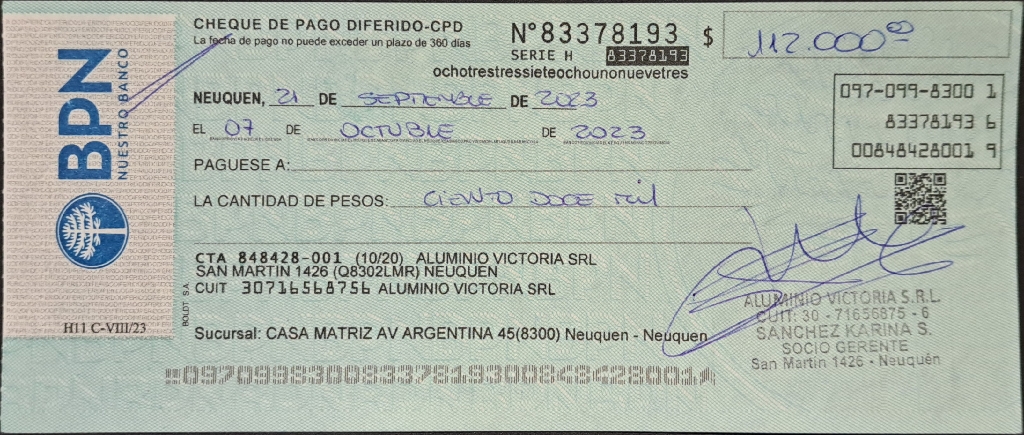 BPN
NUESTRO BANCO
H11 C-VIII/23
CHEQUE DE PAGO DIFERIDO-CPD
La fecha de pago no puede exceder un plazo de 360 días
N°83378193 $ 112.000 00
SERIE H 83378193
ochotrestressieteochounonuevetres
NEUQUEN, 21 DE SEPTIEMBLE DE 2023
EL 07 DE OCTUBLE DE 2023
097-099-8300 1
83378193 6
00848428001 9
PAGUESE A:
LA CANTIDAD DE PESOS: CIENTO DOCE Mil
CTA 848428-001 (10/20) ALUMINIO VICTORIA SRL
SAN MARTIN 1426 (Q8302LMR) NEUQUEN
CUIT 30716568756 ALUMINIO VICTORIA SRL
BOLDT S.A.
Sucursal: CASA MATRIZ AV ARGENTINA 45(8300) Neuquen - Neuquen
ALUMINIO VICTORIA S.R.L.
CUIT: 30 - 71656875 - 6
SANCHEZ KARINA S.
SOCIO GERENTE
San Martín 1426 - Neuquén
09709983008337819300848428001